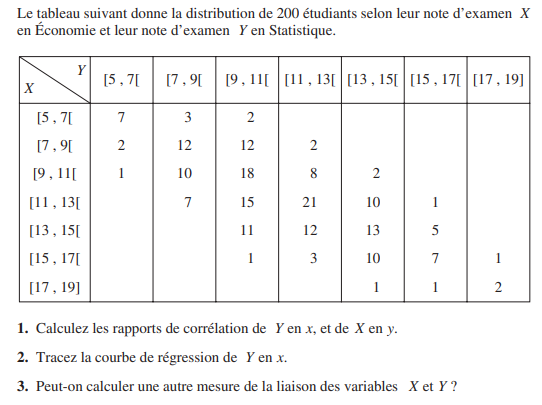 Le tableau suivant donne la distribution de 200 étudiants selon leur note d'examen X
en Économie et leur note d'examen Y en Statistique.
Y
X
[5 , 7[ [7 , 9[ [9 , 11[ [11 , 13[ [13 , 15[ [15 , 17[ [17 , 19]
[5 , 7[ 7 3 2
[7 , 9[ 2 12 12 2
[9 , 11[ 1 10 18 8 2
[11 , 13[ 7 15 21 10 1
[13 , 15[ 11 12 13 5
[15 , 17[ 1 3 10 7 1
[17 , 19] 1 1 2
1. Calculez les rapports de corrélation de Y en x, et de X en y.
2. Tracez la courbe de régression de Y en x.
3. Peut-on calculer une autre mesure de la liaison des variables X et Y ?